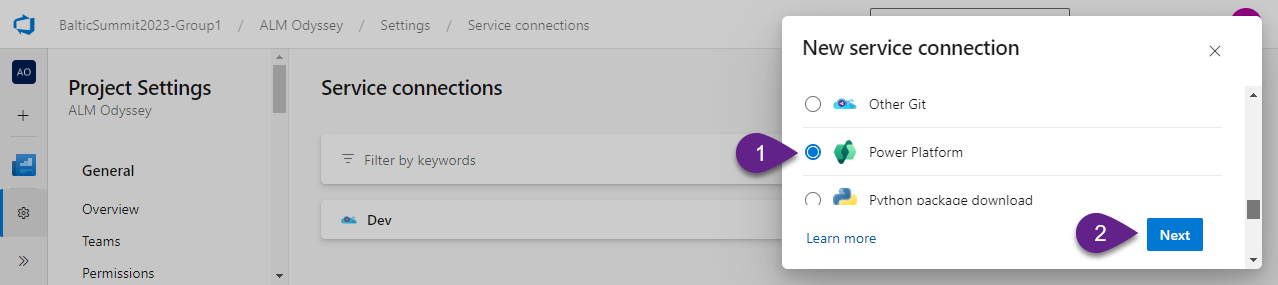 BalticSummit2023-Group1 / ALM Odyssey / Settings / Service connections
AO
Project Settings
ALM Odyssey
General
Overview
Teams
Permissions
Service connections
Filter by keywords
Dev
New service connection
Other Git
1
Power Platform
Python package download
Learn more
2
Next